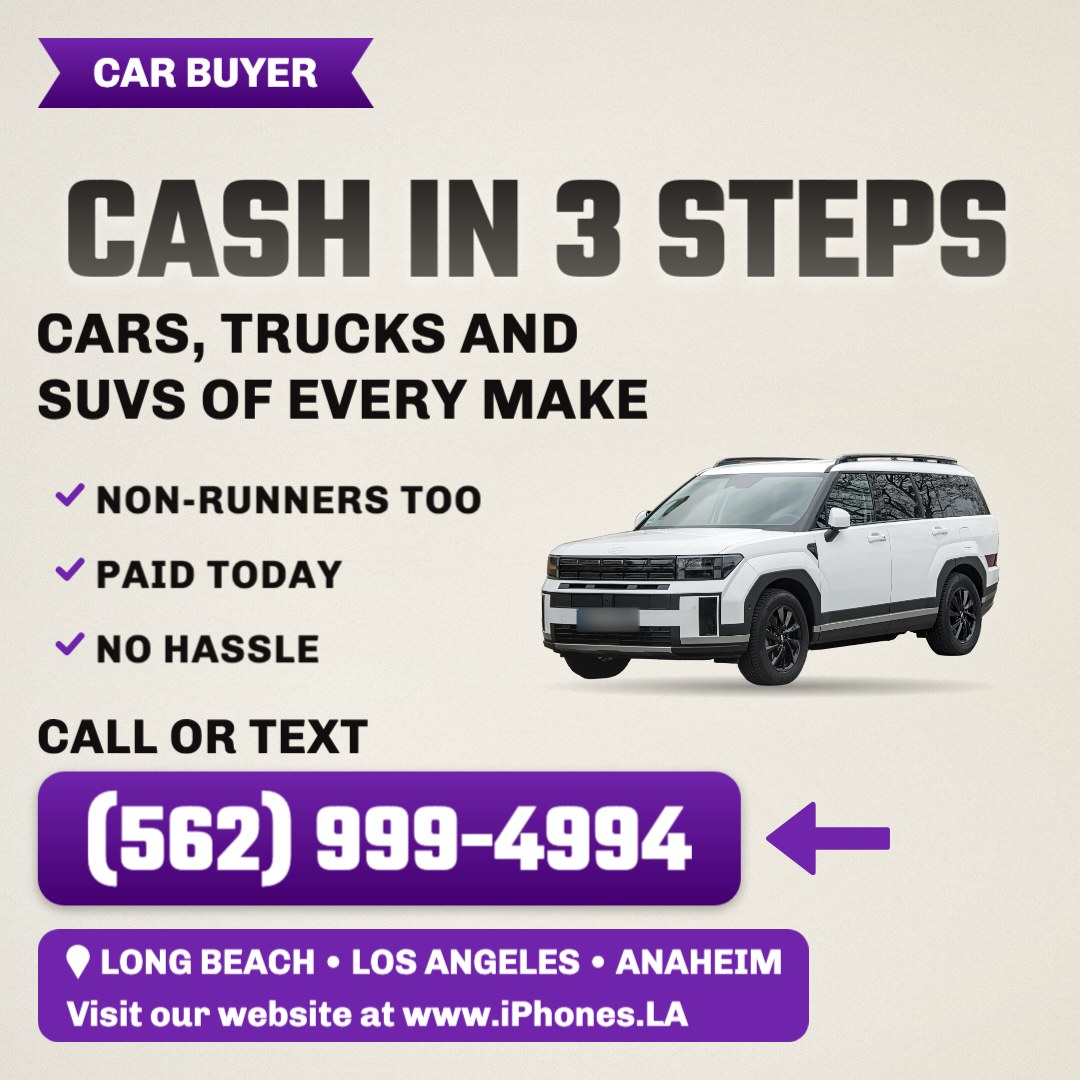 CAR BUYER
CASH IN 3 STEPS
CARS, TRUCKS AND
SUVS OF EVERY MAKE
NON-RUNNERS TOO
PAID TODAY
NO HASSLE
CALL OR TEXT
(562) 999-4994
LONG BEACH • LOS ANGELES • ANAHEIM
Visit our website at www.iPhones.LA